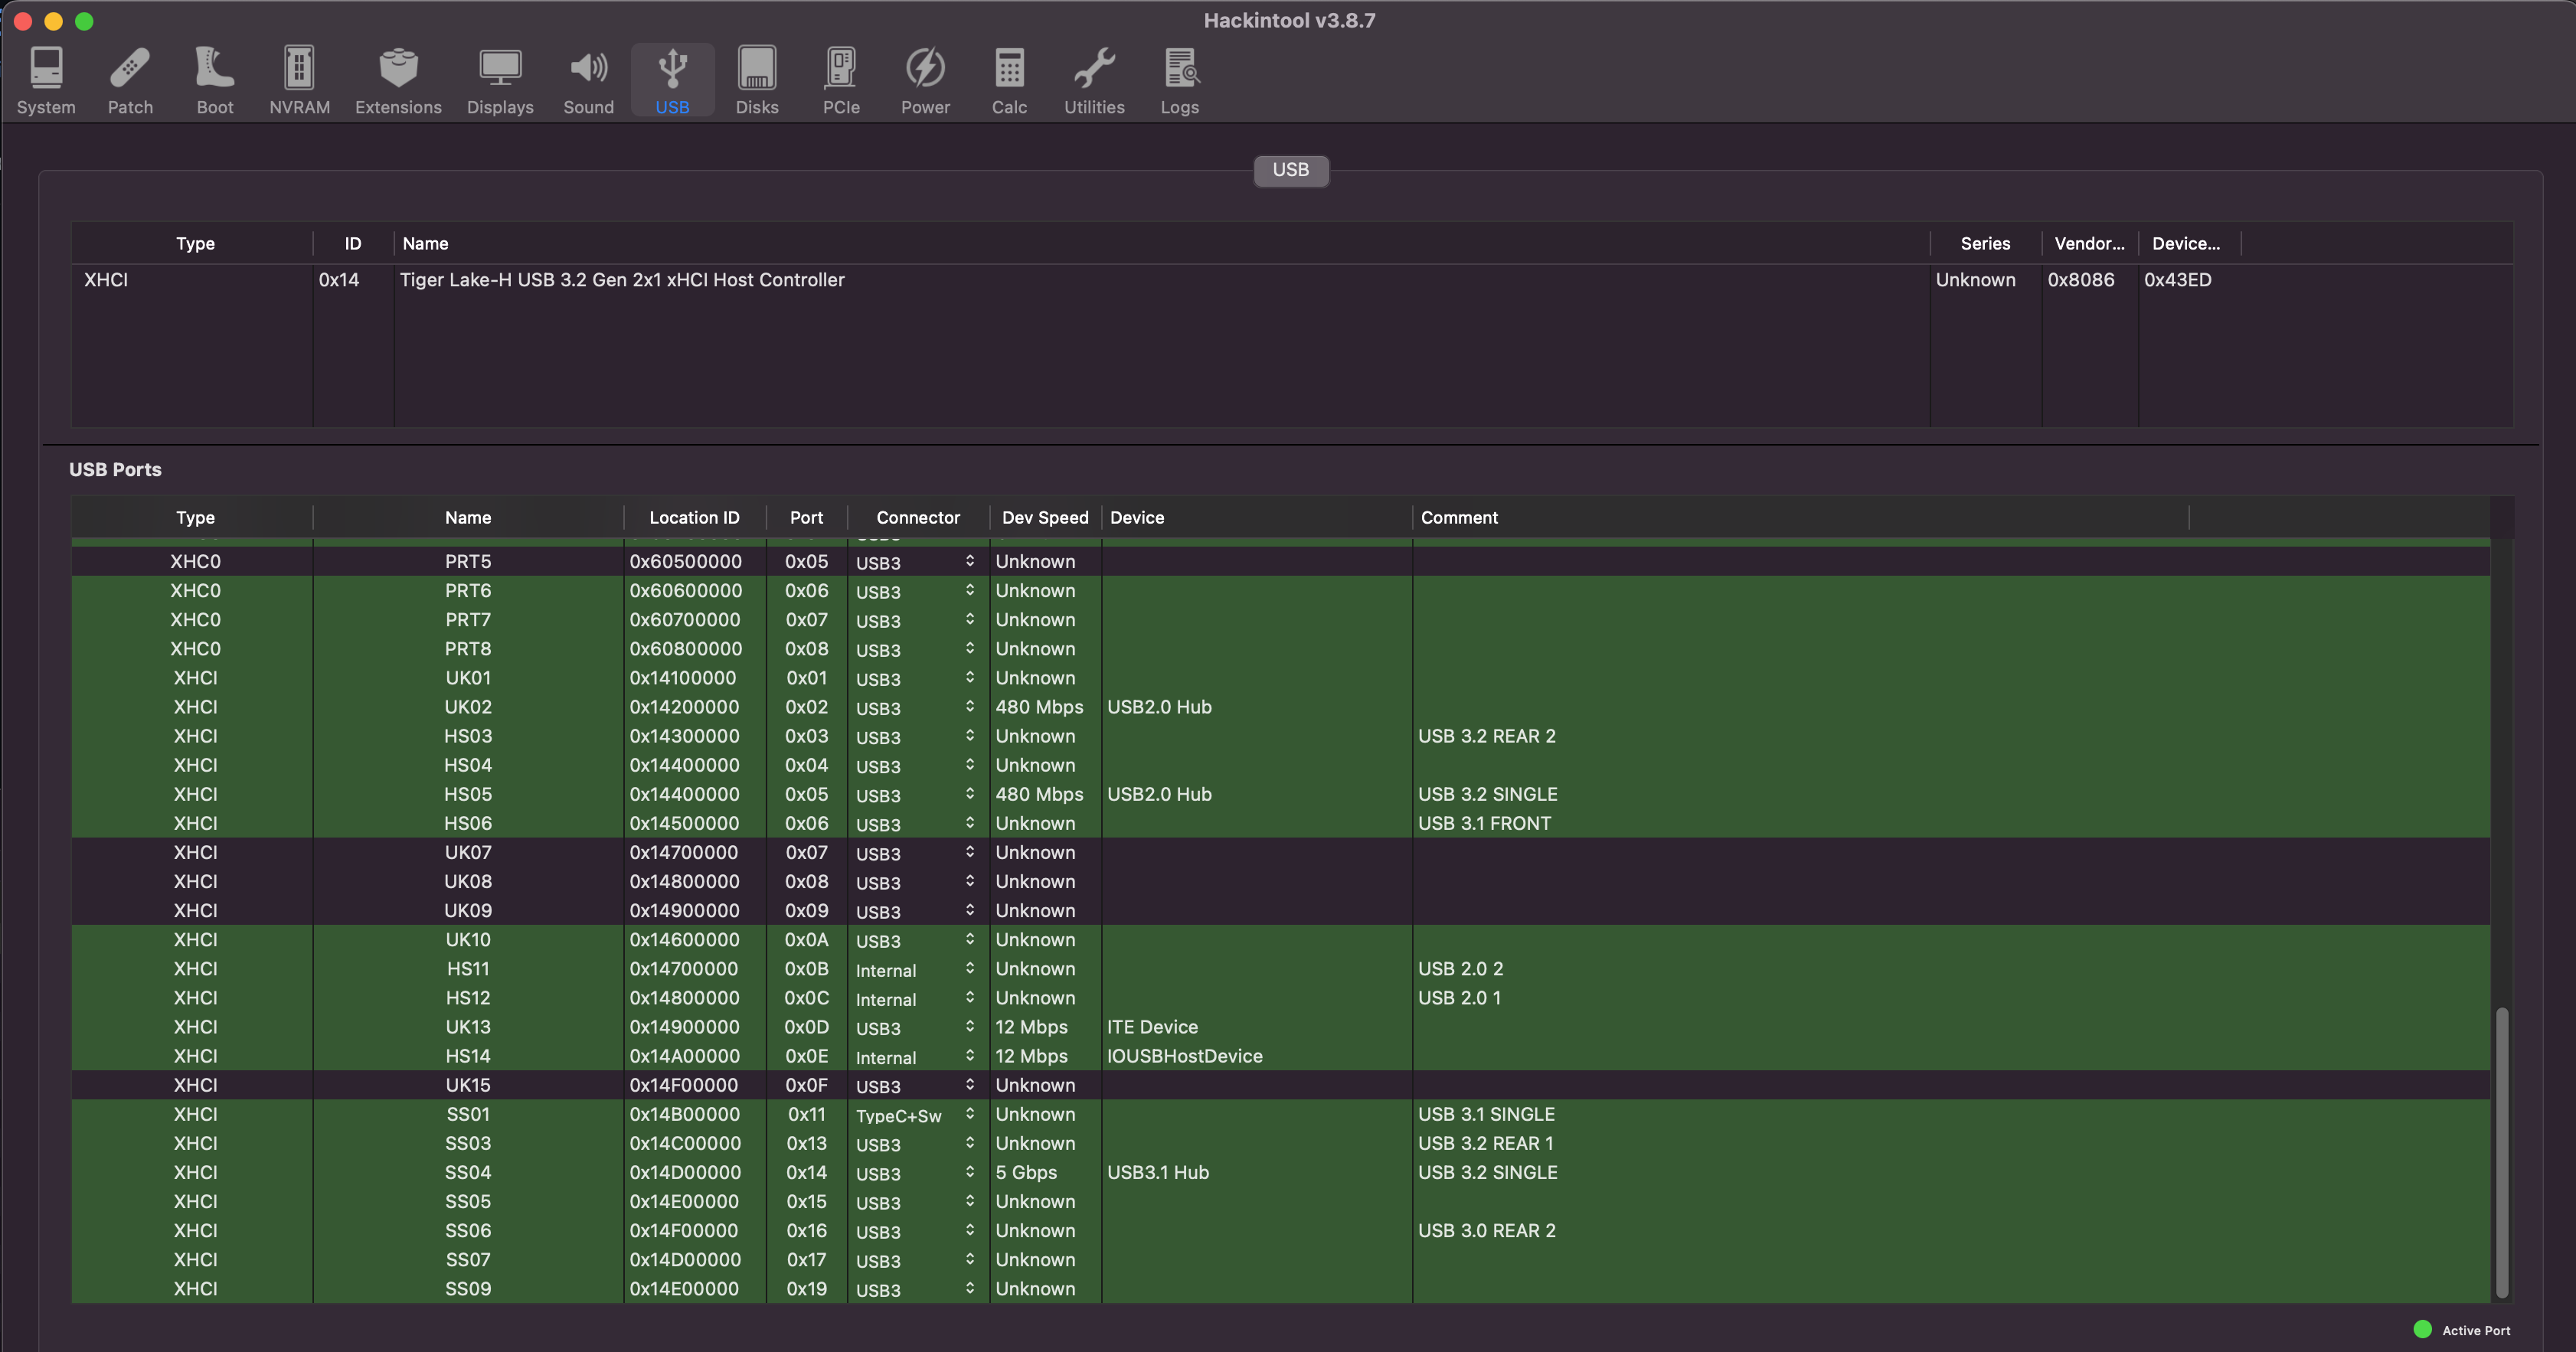 Hackintool v3.8.7
System Patch Boot NVRAM Extensions Displays Sound USB Disks PCIe Power Calc Utilities Logs
USB
Type ID Name Series Vendor... Device...
XHCI 0x14 Tiger Lake-H USB 3.2 Gen 2x1 xHCI Host Controller Unknown 0x8086 0x43ED
USB Ports
Type Name Location ID Port Connector Dev Speed Device Comment
XHC0 PRT5 0x60500000 0x05 USB3 Unknown
XHC0 PRT6 0x60600000 0x06 USB3 Unknown
XHC0 PRT7 0x60700000 0x07 USB3 Unknown
XHC0 PRT8 0x60800000 0x08 USB3 Unknown
XHCI UK01 0x14100000 0x01 USB3 Unknown
XHCI UK02 0x14200000 0x02 USB3 480 Mbps USB2.0 Hub
XHCI HS03 0x14300000 0x03 USB3 Unknown USB 3.2 REAR 2
XHCI HS04 0x14400000 0x04 USB3 Unknown
XHCI HS05 0x14400000 0x05 USB3 480 Mbps USB2.0 Hub USB 3.2 SINGLE
XHCI HS06 0x14500000 0x06 USB3 Unknown USB 3.1 FRONT
XHCI UK07 0x14700000 0x07 USB3 Unknown
XHCI UK08 0x14800000 0x08 USB3 Unknown
XHCI UK09 0x14900000 0x09 USB3 Unknown
XHCI UK10 0x14600000 0x0A USB3 Unknown
XHCI HS11 0x14700000 0x0B Internal Unknown USB 2.0 2
XHCI HS12 0x14800000 0x0C Internal Unknown USB 2.0 1
XHCI UK13 0x14900000 0x0D USB3 12 Mbps ITE Device
XHCI HS14 0x14A00000 0x0E Internal 12 Mbps IOUSBHostDevice
XHCI UK15 0x14F00000 0x0F USB3 Unknown
XHCI SS01 0x14B00000 0x11 TypeC+Sw Unknown USB 3.1 SINGLE
XHCI SS03 0x14C00000 0x13 USB3 Unknown USB 3.2 REAR 1
XHCI SS04 0x14D00000 0x14 USB3 5 Gbps USB3.1 Hub USB 3.2 SINGLE
XHCI SS05 0x14E00000 0x15 USB3 Unknown
XHCI SS06 0x14F00000 0x16 USB3 Unknown USB 3.0 REAR 2
XHCI SS07 0x14D00000 0x17 USB3 Unknown
XHCI SS09 0x14E00000 0x19 USB3 Unknown
Active Port